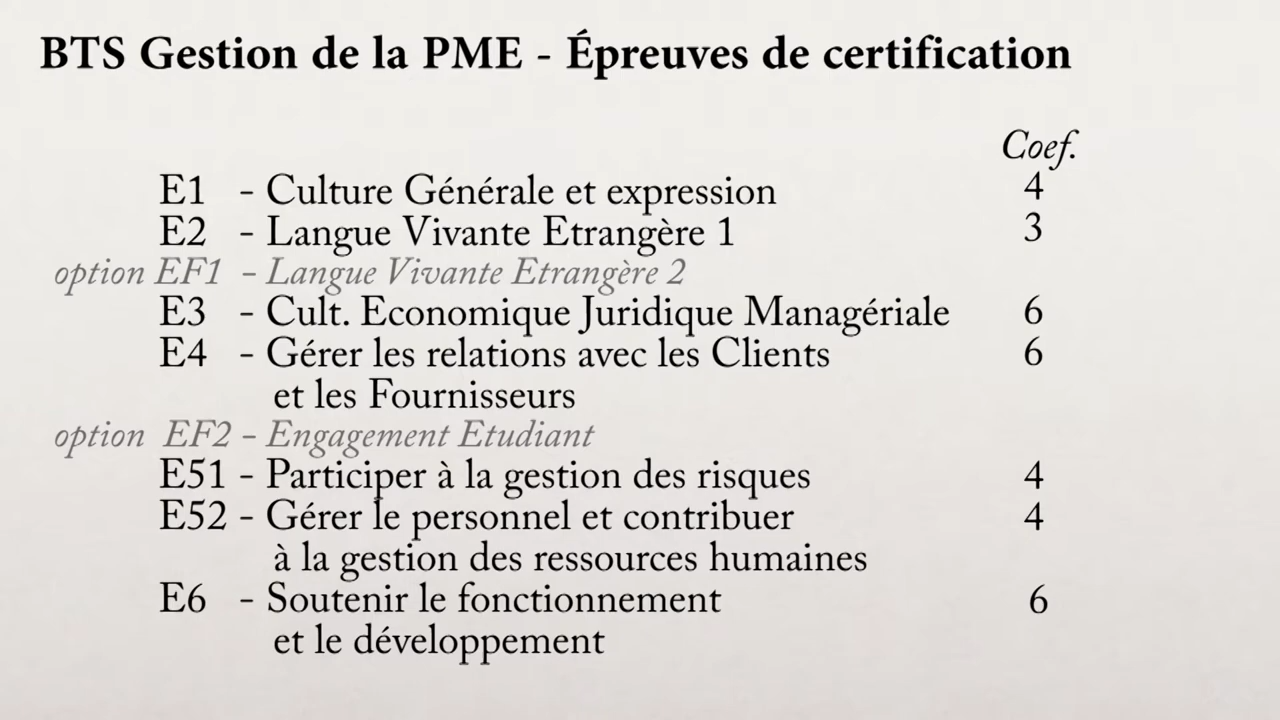 BTS Gestion de la PME - Épreuves de certification
Coef.
E1 - Culture Générale et expression 4
E2 - Langue Vivante Etrangère 1 3
option EF1 - Langue Vivante Etrangère 2
E3 - Cult. Economique Juridique Managériale 6
E4 - Gérer les relations avec les Clients 6
et les Fournisseurs
option EF2 - Engagement Etudiant
E51 - Participer à la gestion des risques 4
E52 - Gérer le personnel et contribuer 4
à la gestion des ressources humaines
E6 - Soutenir le fonctionnement 6
et le développement